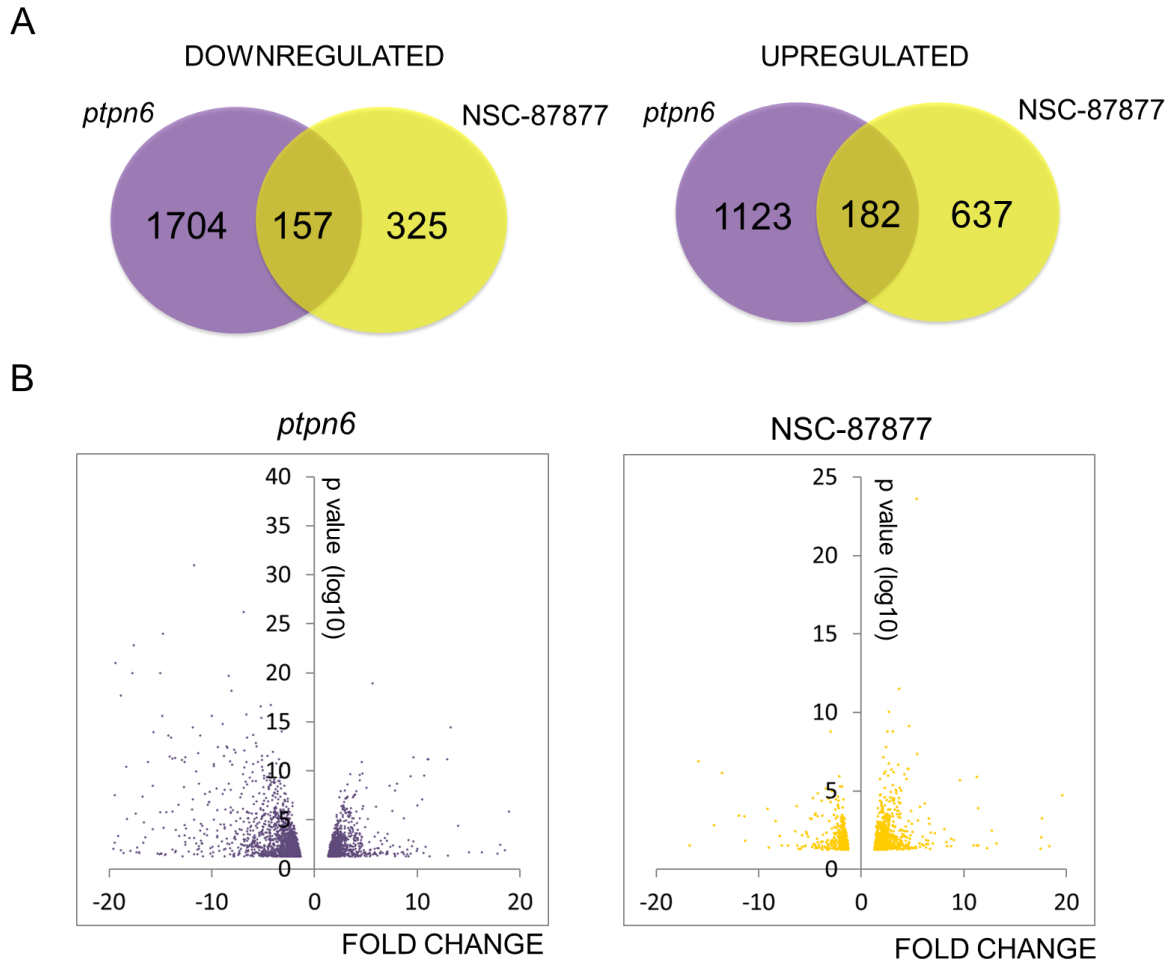 A
DOWNREGULATED
UPREGULATED
ptpn6
NSC-87877
ptpn6
NSC-87877
1704
157
325
1123
182
637
B
ptpn6
NSC-87877
40
35
30
25
20
15
10
5
0
p value (log10)
-20
-10
0
10
20
FOLD CHANGE
25
20
15
10
5
0
p value (log10)
-20
-10
0
10
20
FOLD CHANGE